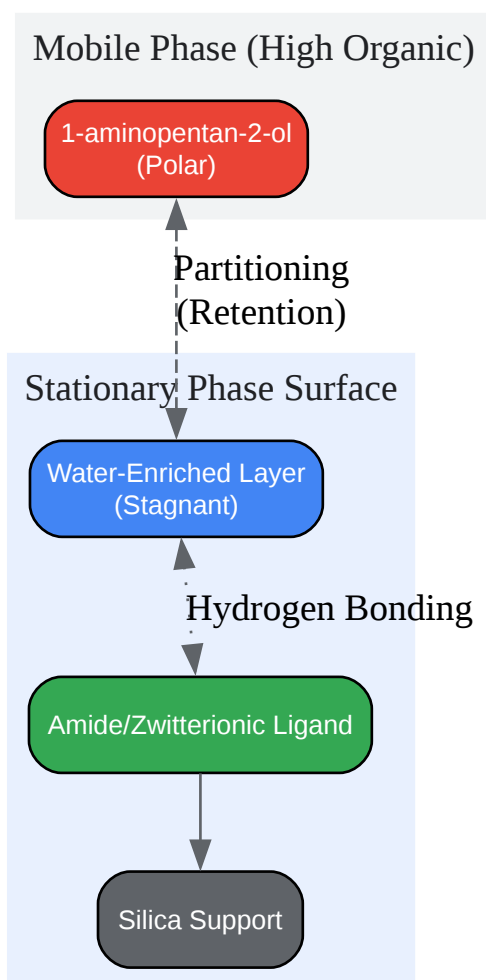 Mobile Phase (High Organic)
1-aminopentan-2-ol
(Polar)
Partitioning
(Retention)
Stationary Phase Surface
Water-Enriched Layer
(Stagnant)
Hydrogen Bonding
Amide/Zwitterionic Ligand
Silica Support